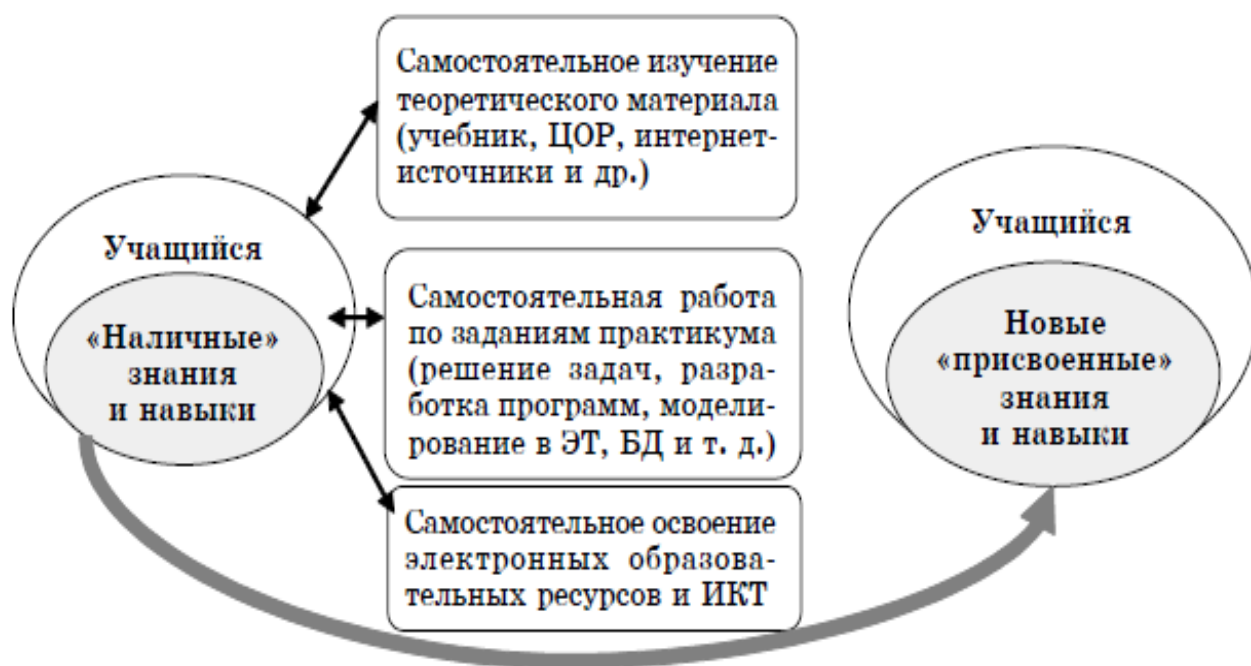 Самостоятельное изучение
теоретического материала
(учебник, ЦОР, интернет-
источники и др.)
Учащийся
«Наличные»
знания
и навыки
Самостоятельная работа
по заданиям практикума
(решение задач, разра-
ботка программ, модели-
рование в ЭТ, БД и т. д.)
Самостоятельное освоение
электронных образова-
тельных ресурсов и ИКТ
Учащийся
Новые
«присвоенные»
знания
и навыки